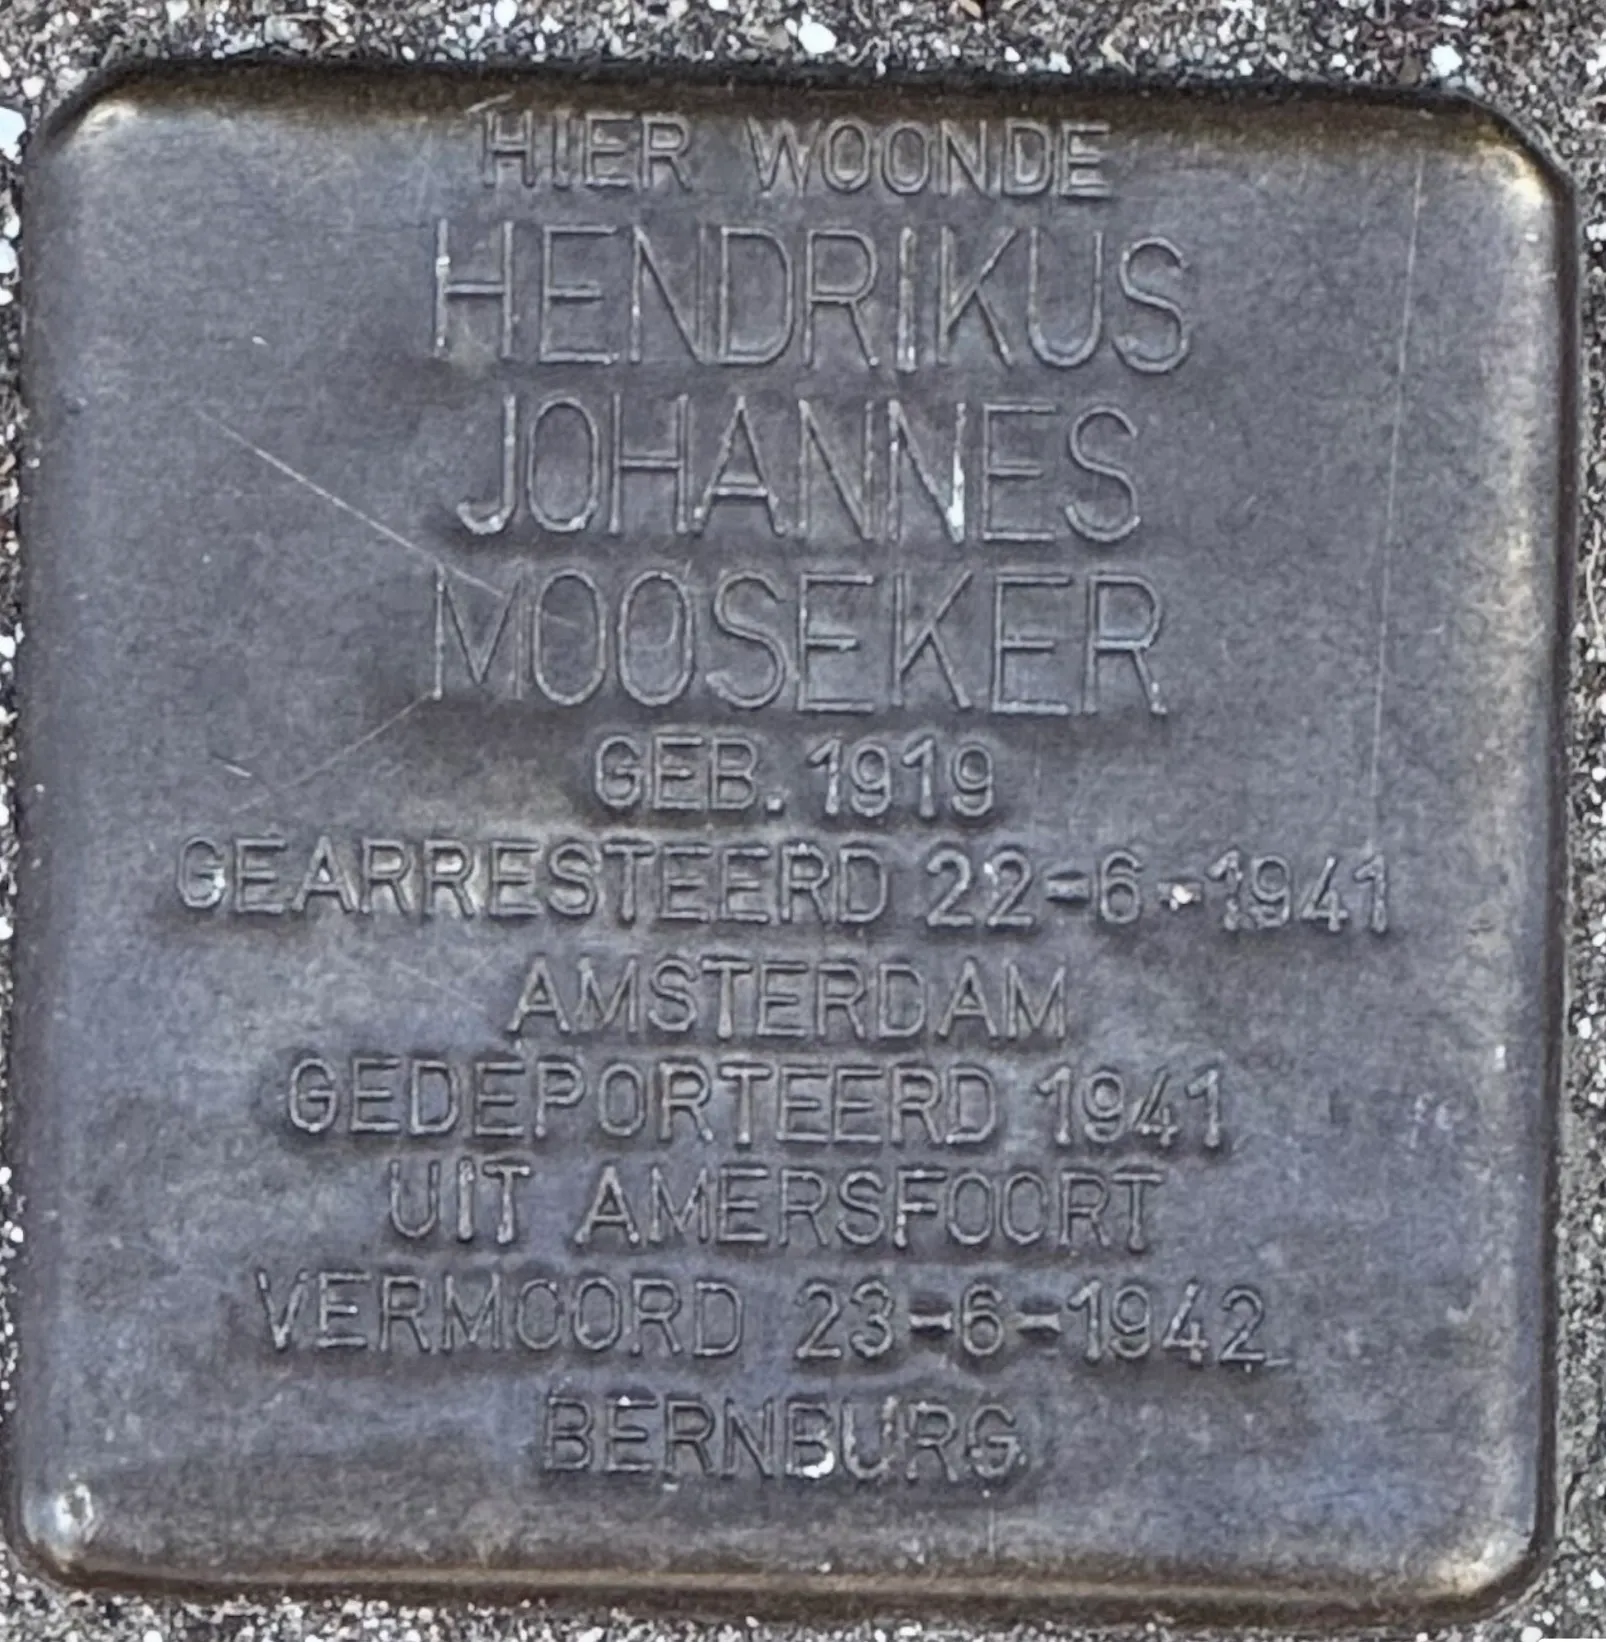 HIER WOONDE
HENDRIKUS
JOHANNES
MOOSEKER
GEB. 1919
GEARRESTEERD 22-6-1941
AMSTERDAM
GEDEPORTEERD 1941
UIT AMERSFOORT
VERMOORD 23-6-1942
BERNBURG